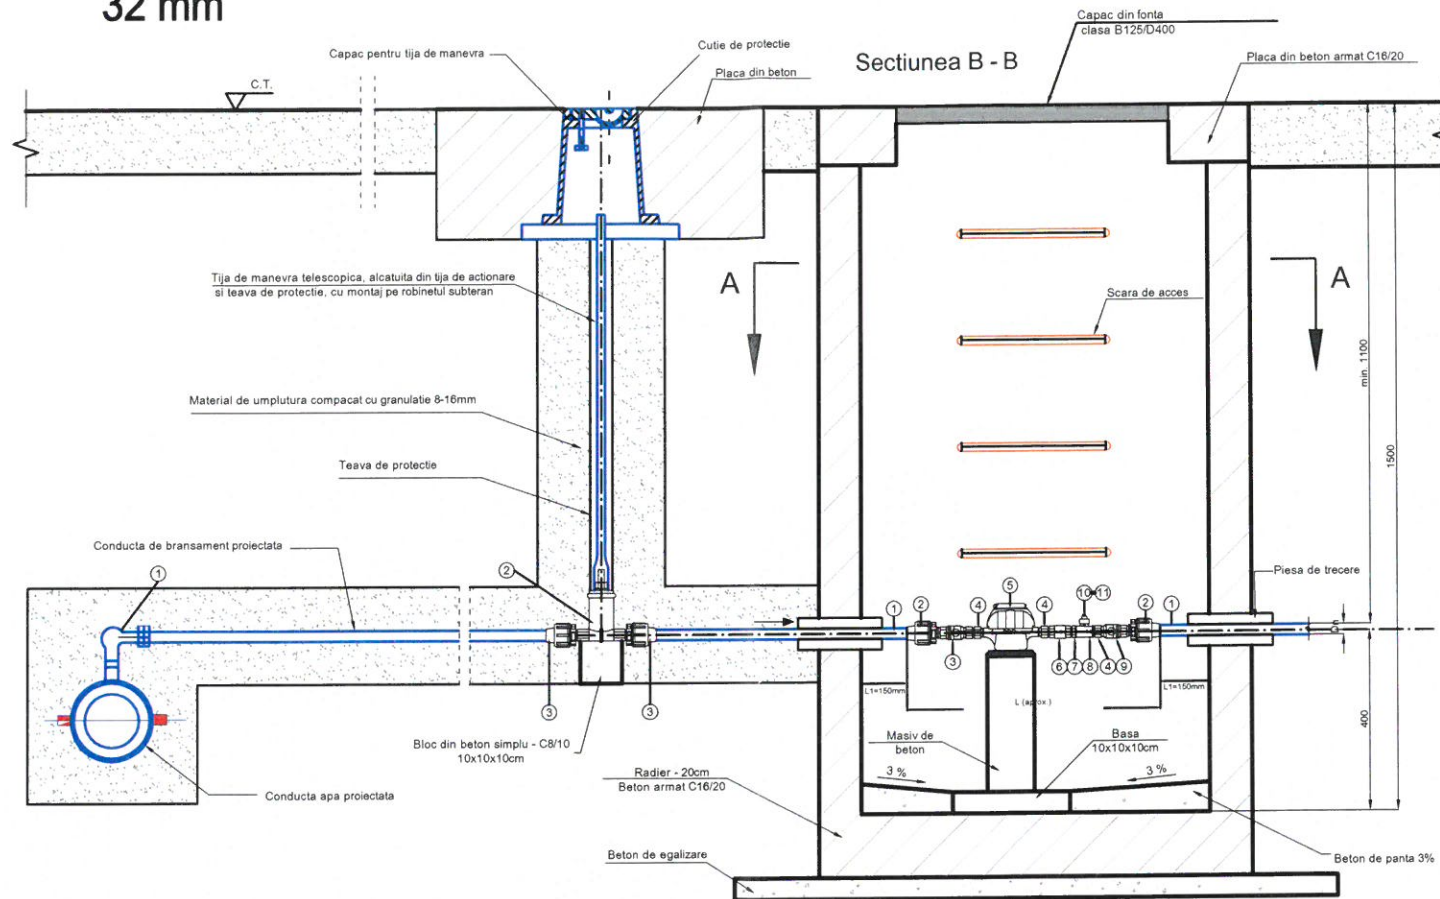 32 mm
Capac din fonta
clasa B125/D400
Capac pentru tija de manevra
Cutie de protectie
Sectiunea B - B
Placa din beton armat C16/20
Placa din beton
C.T.
A
A
Tija de manevra telescopica, alcatuita din tija de actionare
si teava de protectie, cu montaj pe robinetul subteran
Scara de acces
min. 1100
Material de umplutura compacat cu granulatie 8-16mm
1500
Teava de protectie
Conducta de bransament proiectata
Piesa de trecere
1
2
1
2
4
5
4
10
11
2
1
Dn
3
6
7
8
4
9
3
3
L1=150mm
L (aprox.)
L1=150mm
400
Bloc din beton simplu - C8/10
10x10x10cm
Masiv de
beton
Basa
10x10x10cm
3 %
3 %
Radier - 20cm
Beton armat C16/20
Conducta apa proiectata
Beton de egalizare
Beton de panta 3%